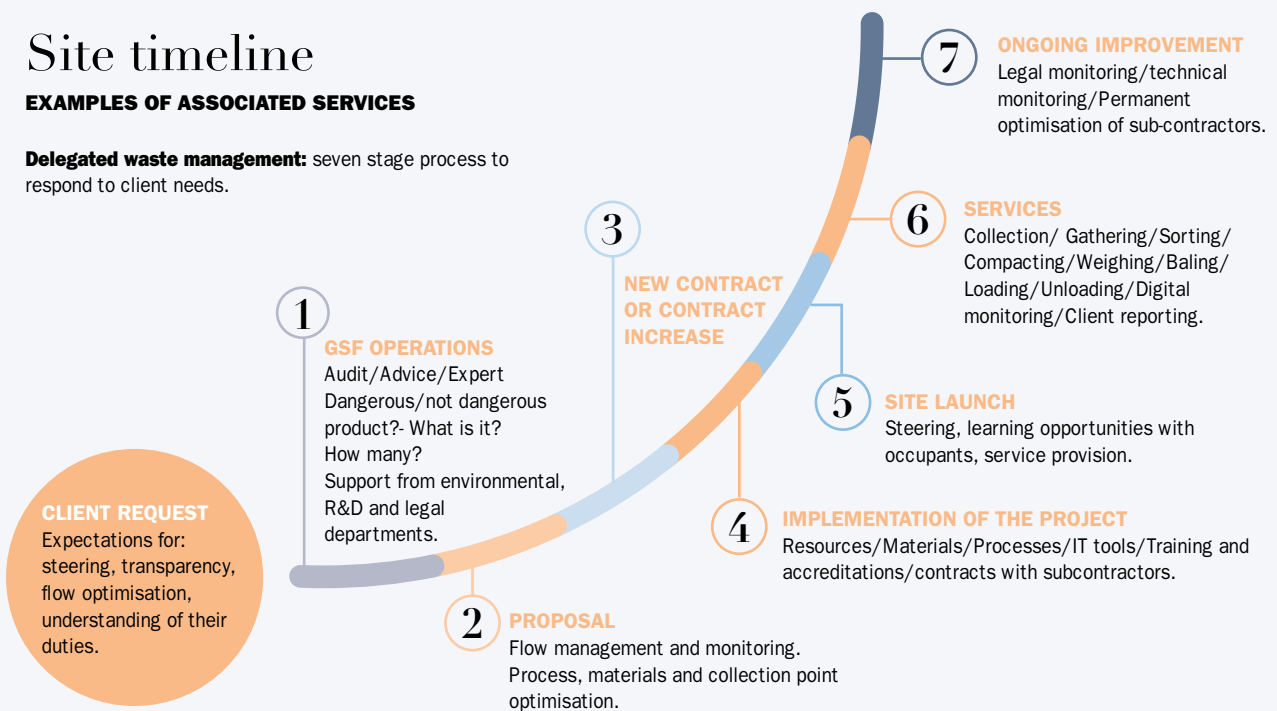 Site timeline
EXAMPLES OF ASSOCIATED SERVICES
Delegated waste management: seven stage process to
respond to client needs.
CLIENT REQUEST
Expectations for:
steering, transparency,
flow optimisation,
understanding of their
duties.
1
GSF OPERATIONS
Audit/Advice/Expert
Dangerous/not dangerous
product?- What is it?
How many?
Support from environmental,
R&D and legal
departments.
2
PROPOSAL
Flow management and monitoring.
Process, materials and collection point
optimisation.
3
NEW CONTRACT
OR CONTRACT
INCREASE
4
IMPLEMENTATION OF THE PROJECT
Resources/Materials/Processes/IT tools/Training and
accreditations/contracts with subcontractors.
5
SITE LAUNCH
Steering, learning opportunities with
occupants, service provision.
6
SERVICES
Collection/ Gathering/Sorting/
Compacting/Weighing/Baling/
Loading/Unloading/Digital
monitoring/Client reporting.
7
ONGOING IMPROVEMENT
Legal monitoring/technical
monitoring/Permanent
optimisation of sub-contractors.